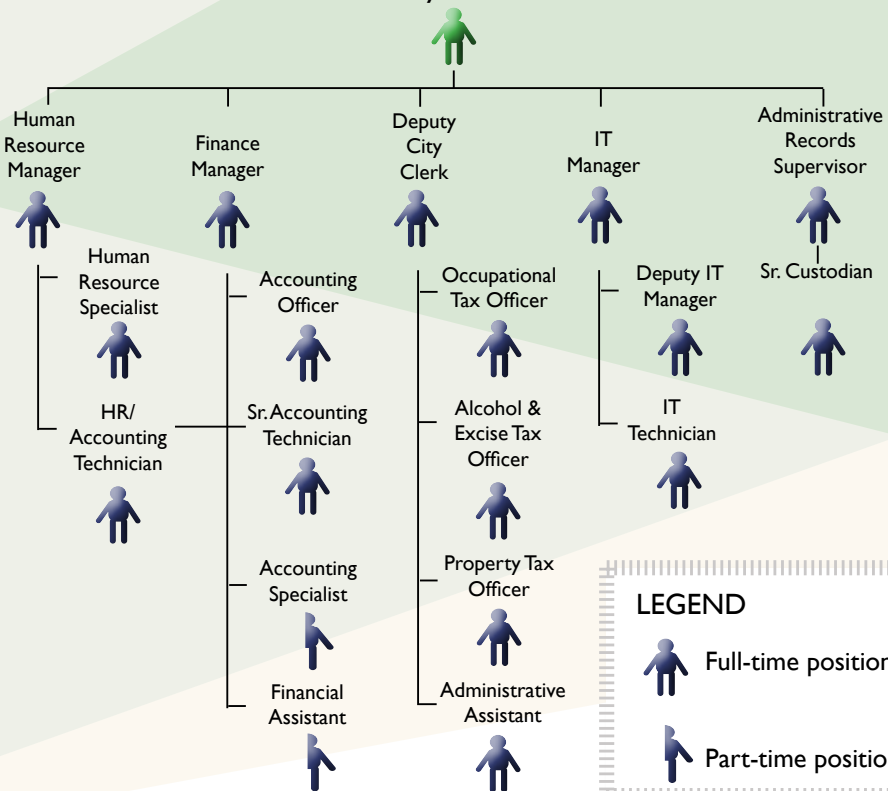 Human
Resource
Manager
Finance
Manager
Deputy
City
Clerk
IT
Manager
Administrative
Records
Supervisor
Human
Resource
Specialist
HR/
Accounting
Technician
Accounting
Officer
Sr. Accounting
Technician
Accounting
Specialist
Financial
Assistant
Occupational
Tax Officer
Alcohol &
Excise Tax
Officer
Property Tax
Officer
Administrative
Assistant
Deputy IT
Manager
IT
Technician
Sr. Custodian
LEGEND
Full-time position
Part-time positio